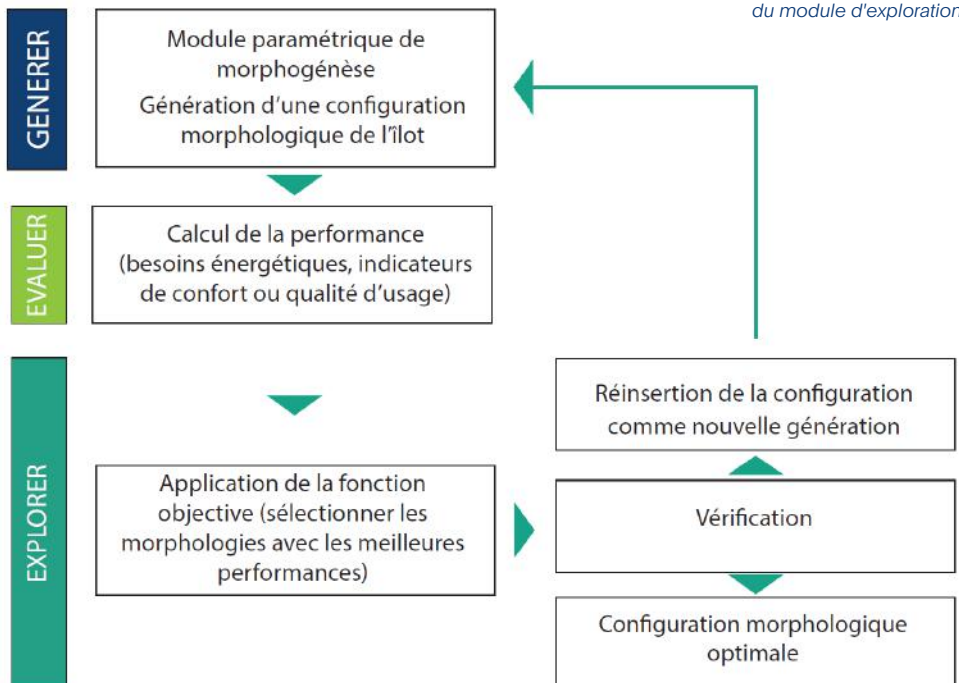 du module d'exploration
GENERER
Module paramétrique de
morphogénèse
Génération d'une configuration
morphologique de l'îlot
EVALUER
Calcul de la performance
(besoins énergétiques, indicateurs
de confort ou qualité d'usage)
EXPLORER
Application de la fonction
objective (sélectionner les
morphologies avec les meilleures
performances)
Réinsertion de la configuration
comme nouvelle génération
Vérification
Configuration morphologique
optimale